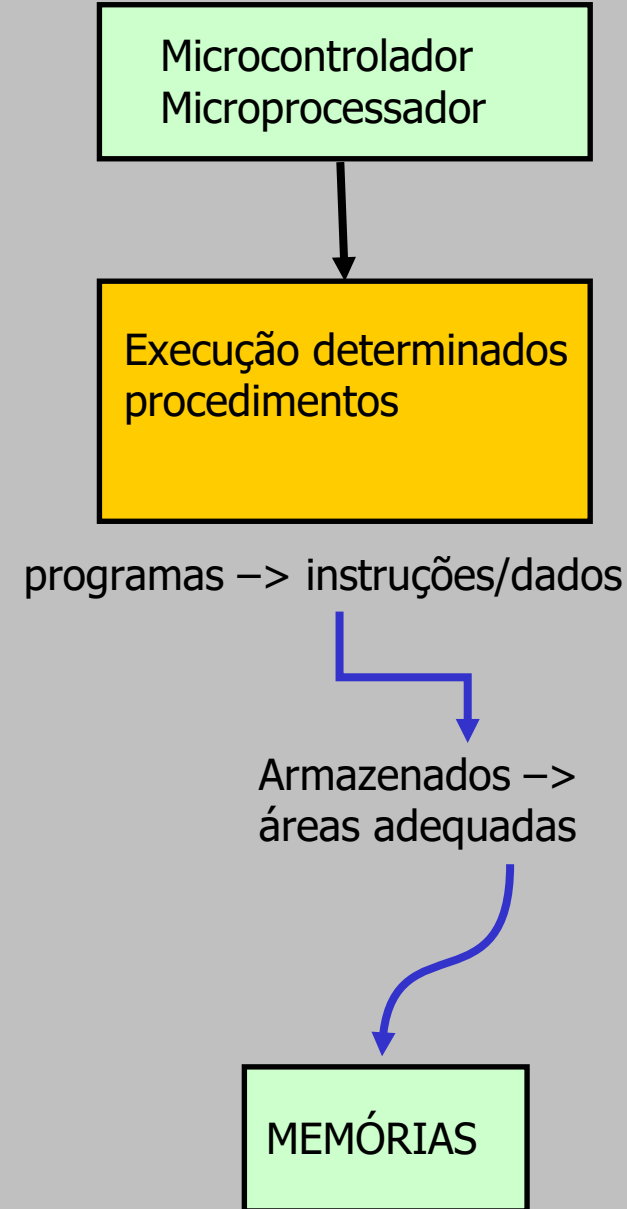 Microcontrolador
Microprocessador
Execução determinados
procedimentos
programas –> instruções/dados
Armazenados –>
áreas adequadas
MEMÓRIAS